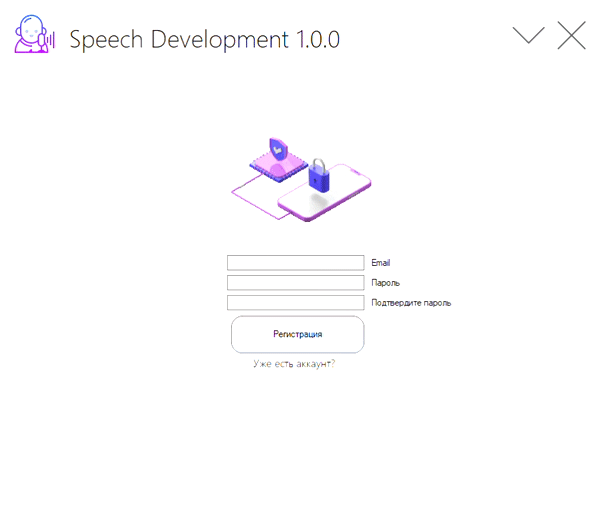 Speech Development 1.0.0
Email
Пароль
Подтвердите пароль
Регистрация
Уже есть аккаунт?